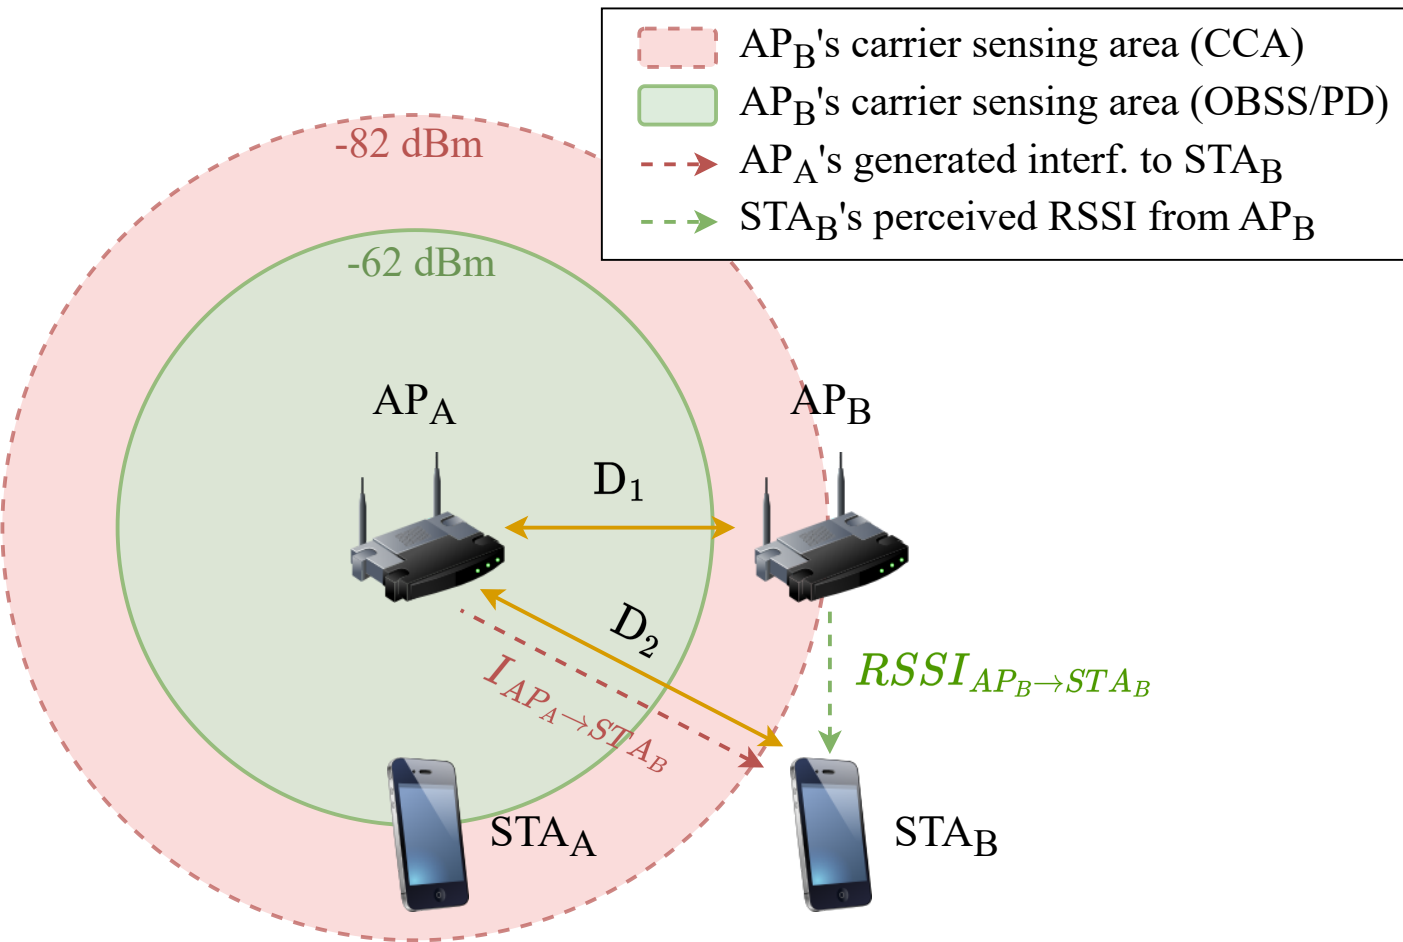 AP_B's carrier sensing area (CCA)
AP_B's carrier sensing area (OBSS/PD)
AP_A's generated interf. to STA_B
STA_B's perceived RSSI from AP_B
-82 dBm
-62 dBm
AP_A
AP_B
D_1
D_2
I_{AP_A→STA_B}
RSSI_{AP_B→STA_B}
STA_A
STA_B